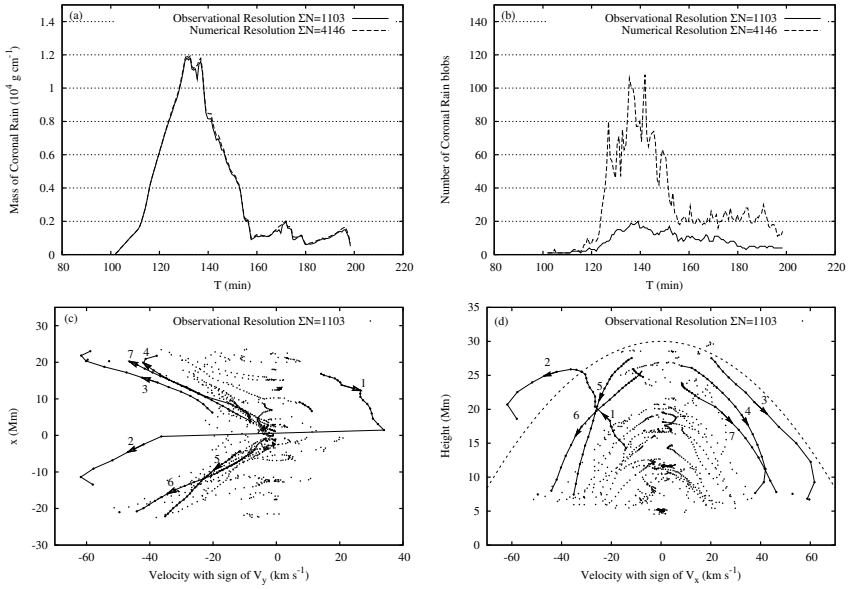 (a)
Observational Resolution ΣN=1103
Numerical Resolution ΣN=4146
Mass of Coronal Rain (10^4 g cm^-1)
1.4
1.2
1
0.8
0.6
0.4
0.2
0
80 100 120 140 160 180 200 220
T (min)
(b)
Observational Resolution ΣN=1103
Numerical Resolution ΣN=4146
Number of Coronal Rain blobs
140
120
100
80
60
40
20
0
80 100 120 140 160 180 200 220
T (min)
(c)
Observational Resolution ΣN=1103
x (Mm)
30
20
10
0
-10
-20
-30
7
4
3
1
2
5
6
-60 -40 -20 0 20 40
Velocity with sign of V_y (km s^-1)
(d)
Observational Resolution ΣN=1103
Height (Mm)
35
30
25
20
15
10
5
0
2
5
3
6
1
4
7
-60 -40 -20 0 20 40 60
Velocity with sign of V_x (km s^-1)